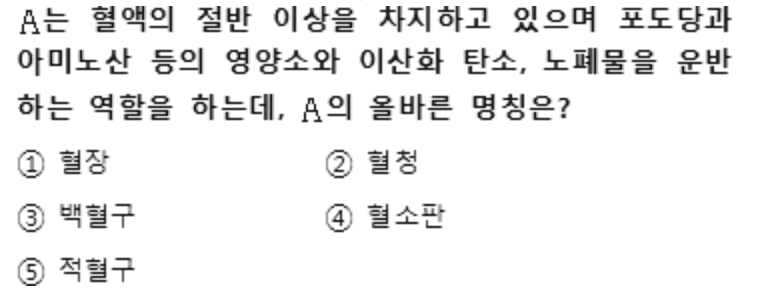 A는 혈액의 절반 이상을 차지하고 있으며 포도당과
아미노산 등의 영양소와 이산화 탄소, 노폐물을 운반
하는 역할을 하는데, A의 올바른 명칭은?
① 혈장 ② 혈청
③ 백혈구 ④ 혈소판
⑤ 적혈구